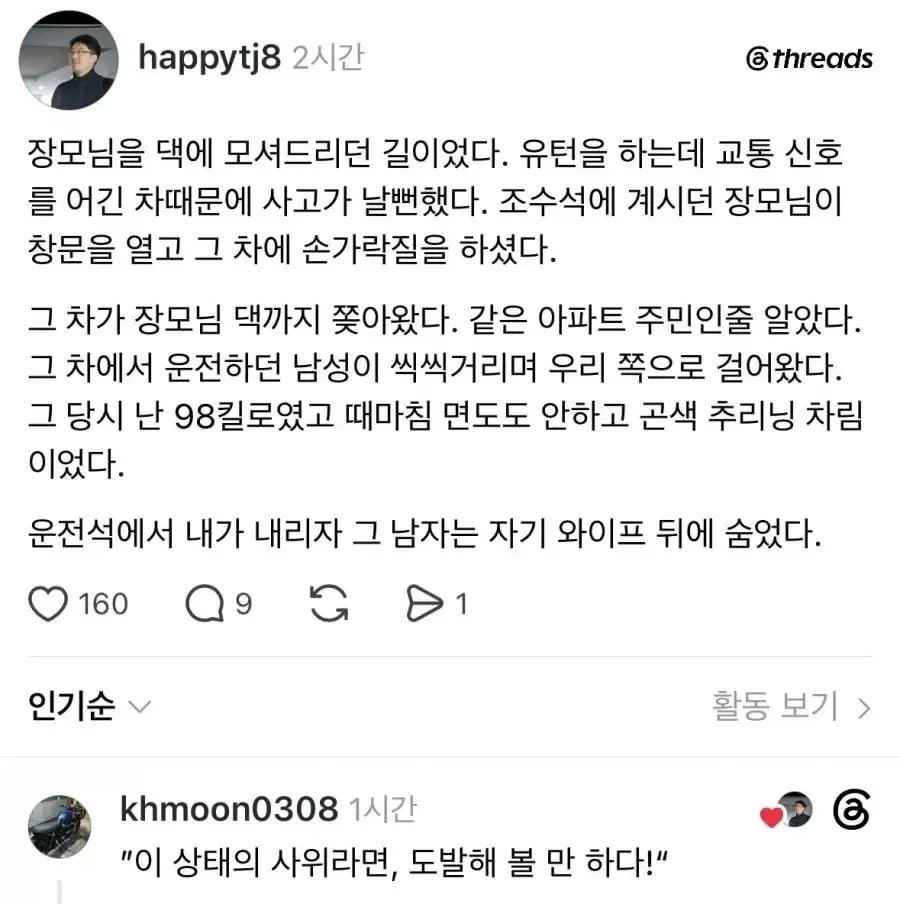 happytj8 2시간
threads
장모님을 댁에 모셔드리던 길이었다. 유턴을 하는데 교통 신호
를 어긴 차때문에 사고가 날뻔했다. 조수석에 계시던 장모님이
창문을 열고 그 차에 손가락질을 하셨다.
그 차가 장모님 댁까지 쫒아왔다. 같은 아파트 주민인줄 알았다.
그 차에서 운전하던 남성이 씩씩거리며 우리 쪽으로 걸어왔다.
그 당시 난 98킬로였고 때마침 면도도 안하고 곤색 추리닝 차림
이었다.
운전석에서 내가 내리자 그 남자는 자기 와이프 뒤에 숨었다.
160 9 1
인기순 활동 보기
khmoon0308 1시간
"이 상태의 사위라면, 도발해 볼 만 하다!“